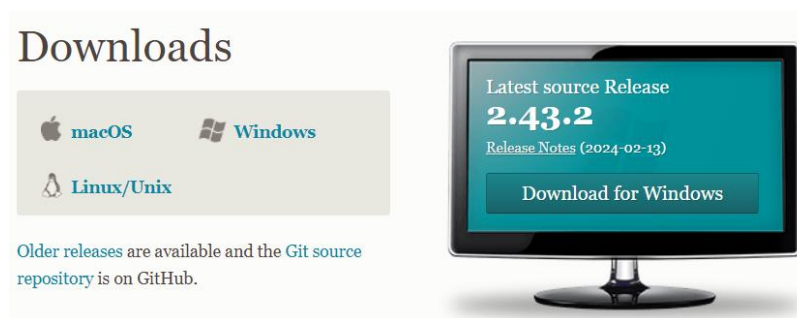 Downloads
macOS
Windows
Linux/Unix
Older releases are available and the Git source
repository is on GitHub.
Latest source Release
2.43.2
Release Notes (2024-02-13)
Download for Windows